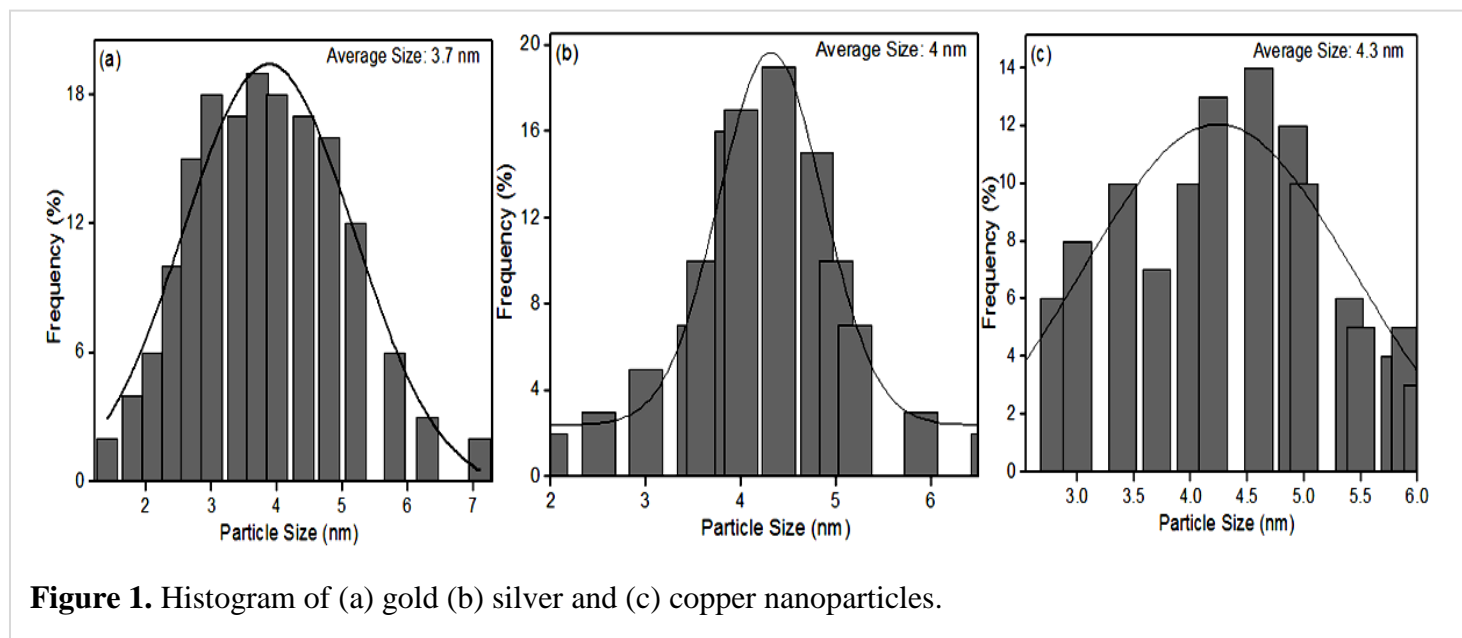 (a)
Average Size: 3.7 nm
18
12
6
0
Frequency (%)
2 3 4 5 6 7
Particle Size (nm)
(b)
Average Size: 4 nm
20
16
12
8
4
0
Frequency (%)
2 3 4 5 6
Particle Size (nm)
(c)
Average Size: 4.3 nm
14
12
10
8
6
4
2
0
Frequency (%)
3.0 3.5 4.0 4.5 5.0 5.5 6.0
Particle Size (nm)
Figure 1. Histogram of (a) gold (b) silver and (c) copper nanoparticles.